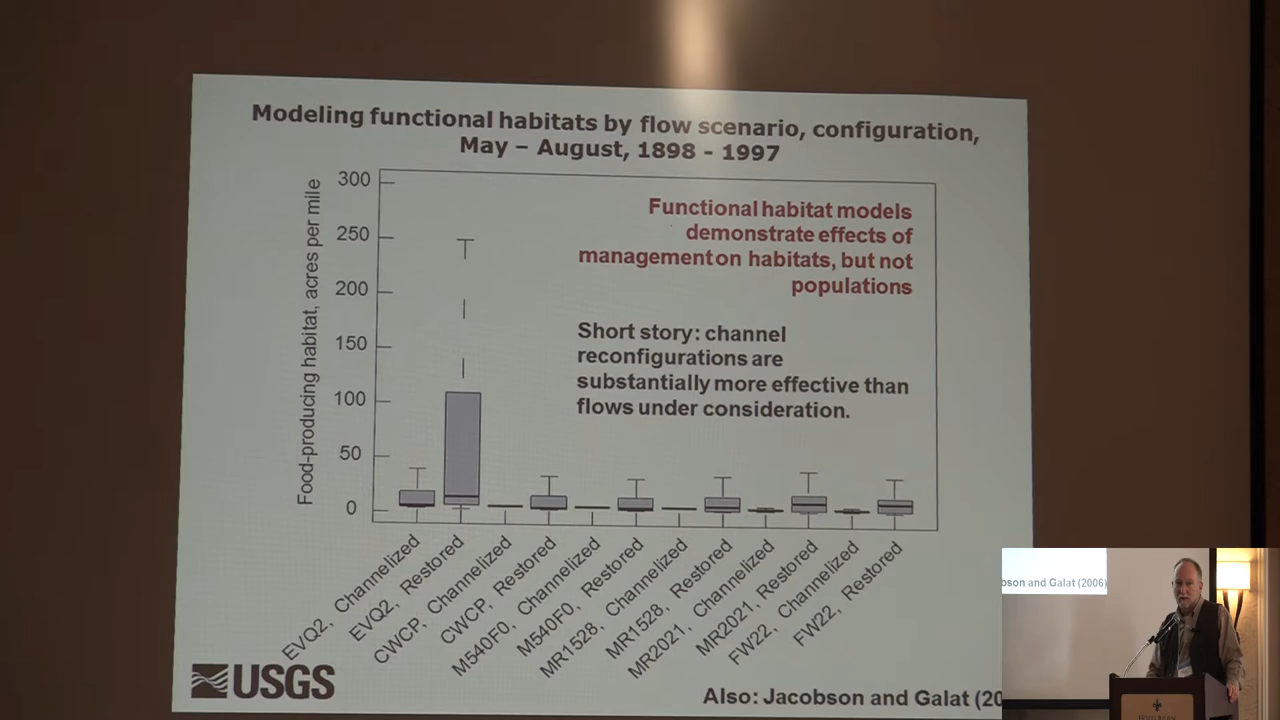 Modeling functional habitats by flow scenario, configuration,
May – August, 1898 - 1997
Food-producing habitat, acres per mile
300
250
200
150
100
50
0
Functional habitat models
demonstrate effects of
management on habitats, but not
populations
Short story: channel
reconfigurations are
substantially more effective than
flows under consideration.
EVQ2, Channelized
EVQ2, Restored
CWCP, Channelized
CWCP, Restored
M540F0, Channelized
M540F0, Restored
MR1528, Channelized
MR1528, Restored
MR2021, Channelized
MR2021, Restored
FW22, Channelized
FW22, Restored
USGS
Also: Jacobson and Galat (20
bson and Galat (2006)